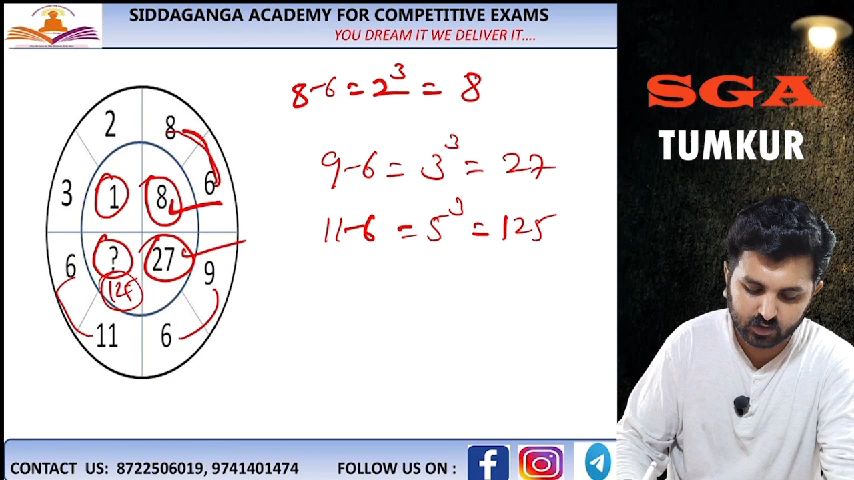 SIDDAGANGA ACADEMY FOR COMPETITIVE EXAMS
YOU DREAM IT WE DELIVER IT....
SGA
TUMKUR
8-6 = 2³ = 8
9-6 = 3³ = 27
11-6 = 5³ = 125
2 8
3 1 8 6
6 ? 27 9
125
11 6
CONTACT US: 8722506019, 9741401474 FOLLOW US ON :